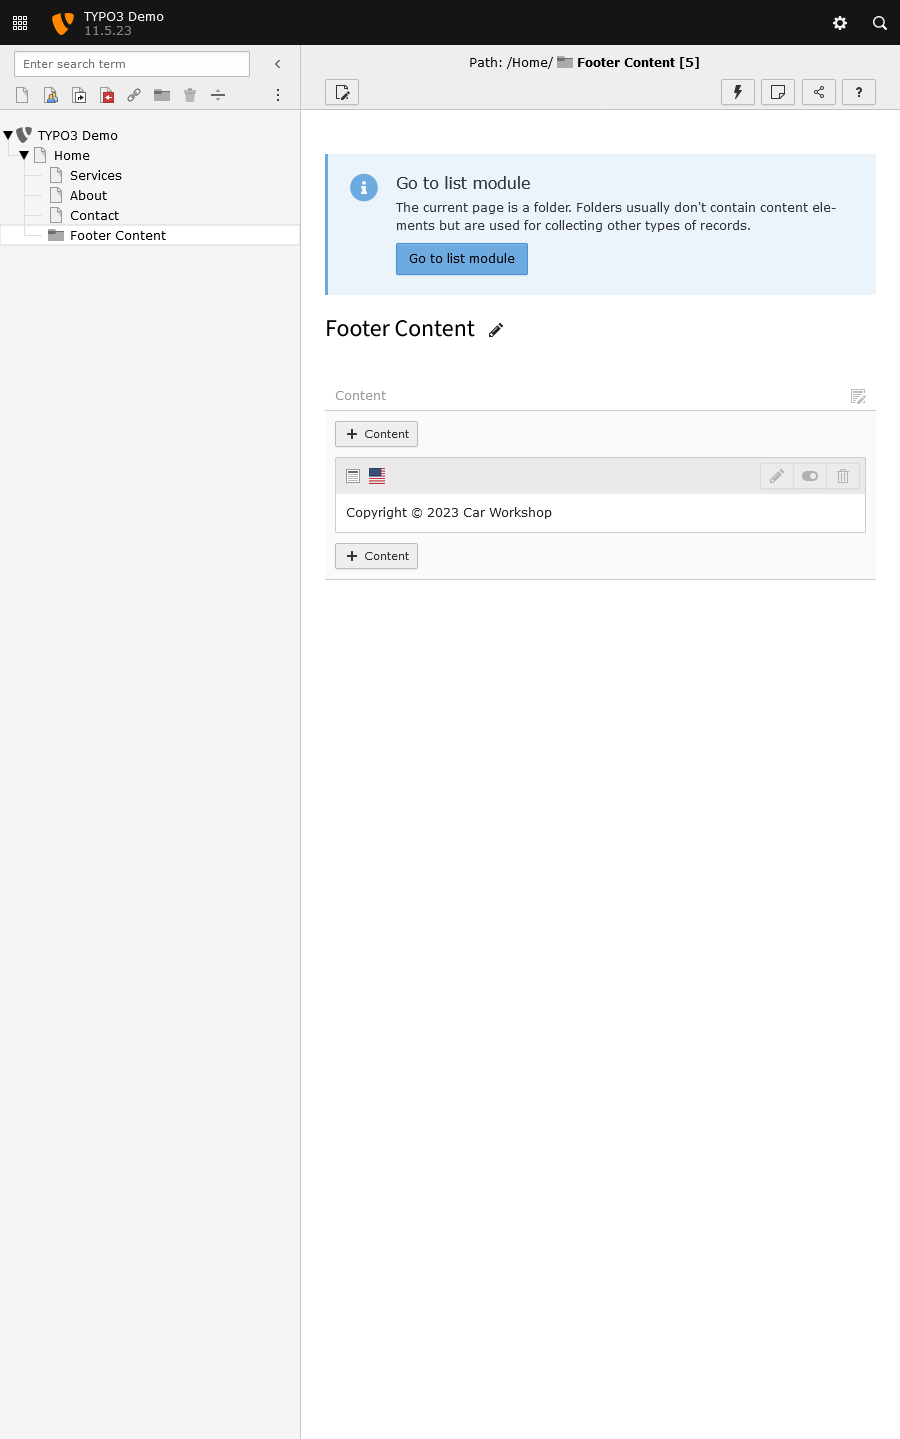 TYPO3 Demo
11.5.23
Enter search term
TYPO3 Demo
Home
Services
About
Contact
Footer Content
Path: /Home/ Footer Content [5]
?
Go to list module
The current page is a folder. Folders usually don't contain content ele-
ments but are used for collecting other types of records.
Go to list module
Footer Content
Content
+ Content
Copyright © 2023 Car Workshop
+ Content